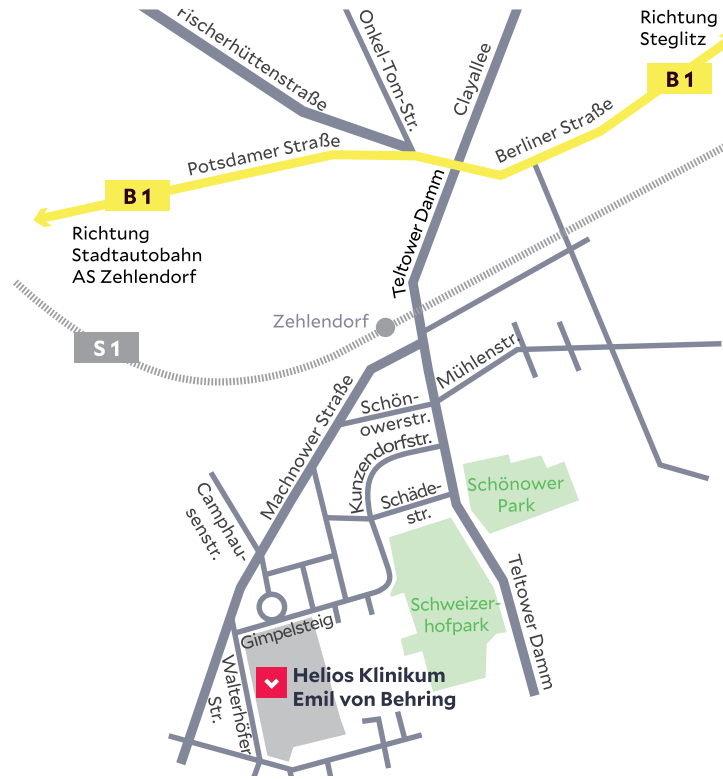 Richtung
Steglitz
B 1
Fischerhüttenstraße
Onkel-Tom-Str.
Clayallee
Berliner Straße
Potsdamer Straße
B 1
Richtung
Stadtautobahn
AS Zehlendorf
Teltower Damm
Zehlendorf
S 1
Mühlenstr.
Machnower Straße
Schön-
owerstr.
Kunzendorfstr.
Schäde-
str.
Schönower
Park
Camphau-
senstr.
Teltower Damm
Schweizer-
hofpark
Gimpelsteig
Walterhöfer
Str.
Helios Klinikum
Emil von Behring